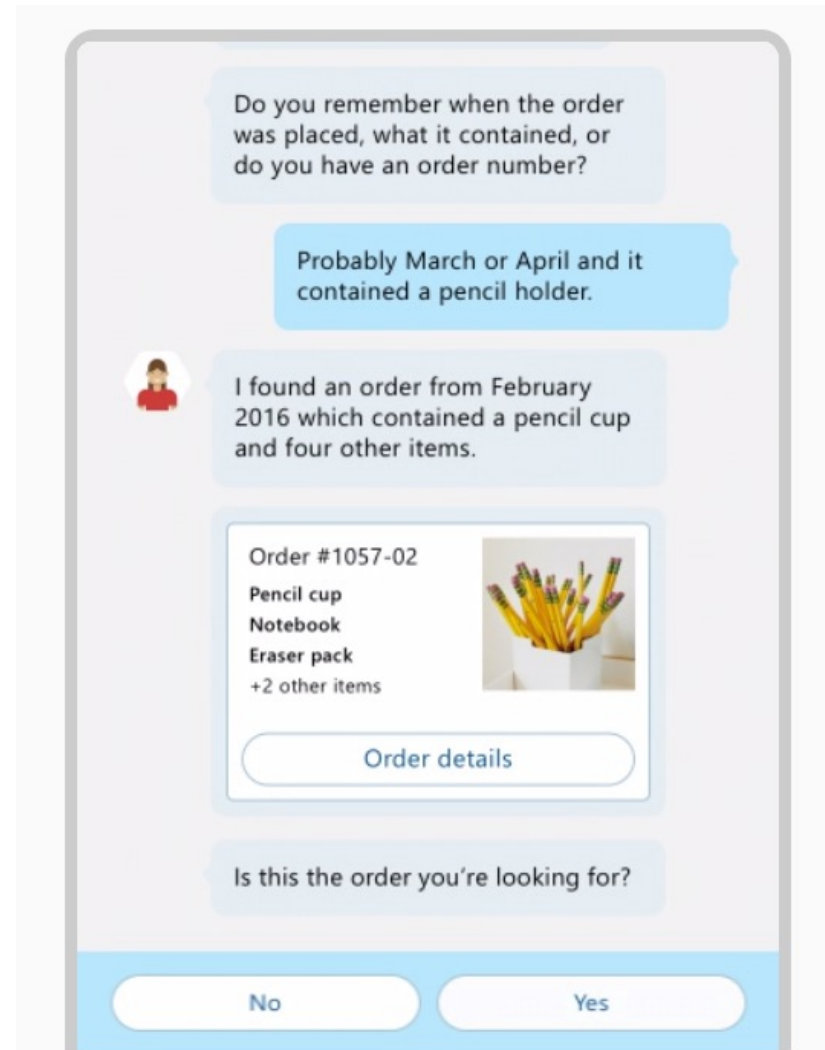 Do you remember when the order
was placed, what it contained, or
do you have an order number?
Probably March or April and it
contained a pencil holder.
I found an order from February
2016 which contained a pencil cup
and four other items.
Order #1057-02
Pencil cup
Notebook
Eraser pack
+2 other items
Order details
Is this the order you’re looking for?
No
Yes